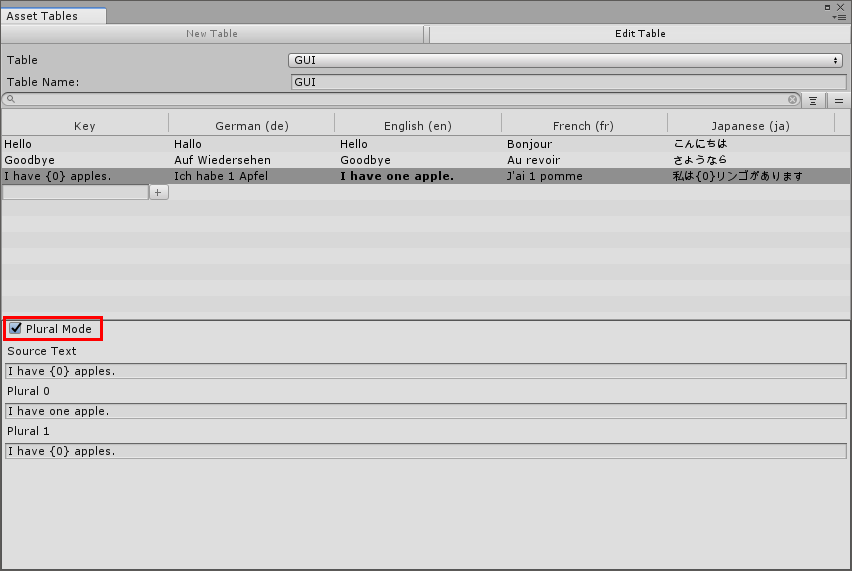 Asset Tables
New Table Edit Table
Table GUI
Table Name: GUI
Key German (de) English (en) French (fr) Japanese (ja)
Hello Hallo Hello Bonjour こんにちは
Goodbye Auf Wiedersehen Goodbye Au revoir さようなら
I have {0} apples. Ich habe 1 Apfel I have one apple. J'ai 1 pomme 私は{0}リンゴがあります
+
Plural Mode
Source Text
I have {0} apples.
Plural 0
I have one apple.
Plural 1
I have {0} apples.